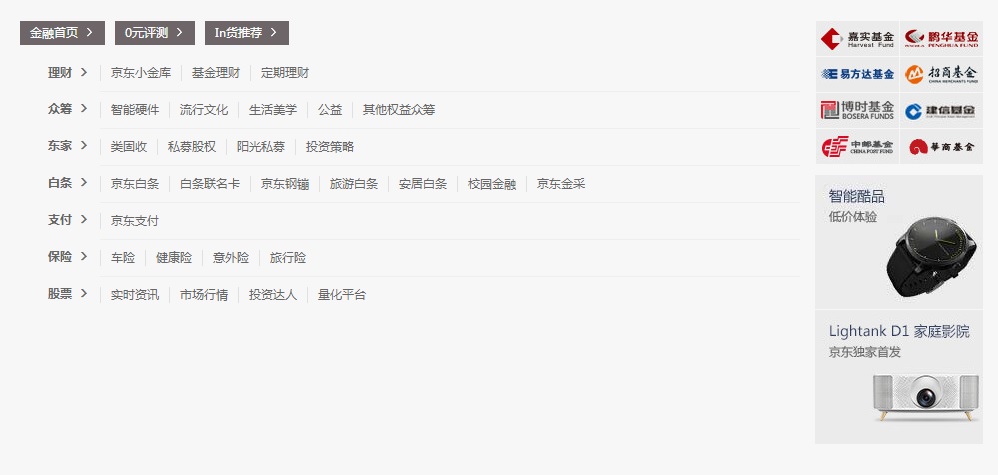 金融首页 0元评测 In货推荐
理财 京东小金库 基金理财 定期理财
众筹 智能硬件 流行文化 生活美学 公益 其他权益众筹
东家 类固收 私募股权 阳光私募 投资策略
白条 京东白条 白条联名卡 京东钢镚 旅游白条 安居白条 校园金融 京东金采
支付 京东支付
保险 车险 健康险 意外险 旅行险
股票 实时资讯 市场行情 投资达人 量化平台
嘉实基金 鹏华基金
Harvest Fund PENGHUA FUND
易方达基金 招商基金
CHINA MERCHANTS FUND
博时基金 建信基金
BOSERA FUNDS
中邮基金 華商基金
CHINA POST FUND
智能酷品
低价体验
Lightank D1 家庭影院
京东独家首发